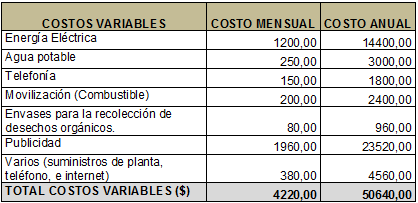 COSTOS VARIABLES COSTO MENSUAL COSTO ANUAL
Energía Eléctrica 1200,00 14400,00
Agua potable 250,00 3000,00
Telefonía 150,00 1800,00
Movilización (Combustible) 200,00 2400,00
Envases para la recolección de
desechos orgánicos. 80,00 960,00
Publicidad 1960,00 23520,00
Varios (suministros de planta,
teléfono, e internet) 380,00 4560,00
TOTAL COSTOS VARIABLES ($) 4220,00 50640,00